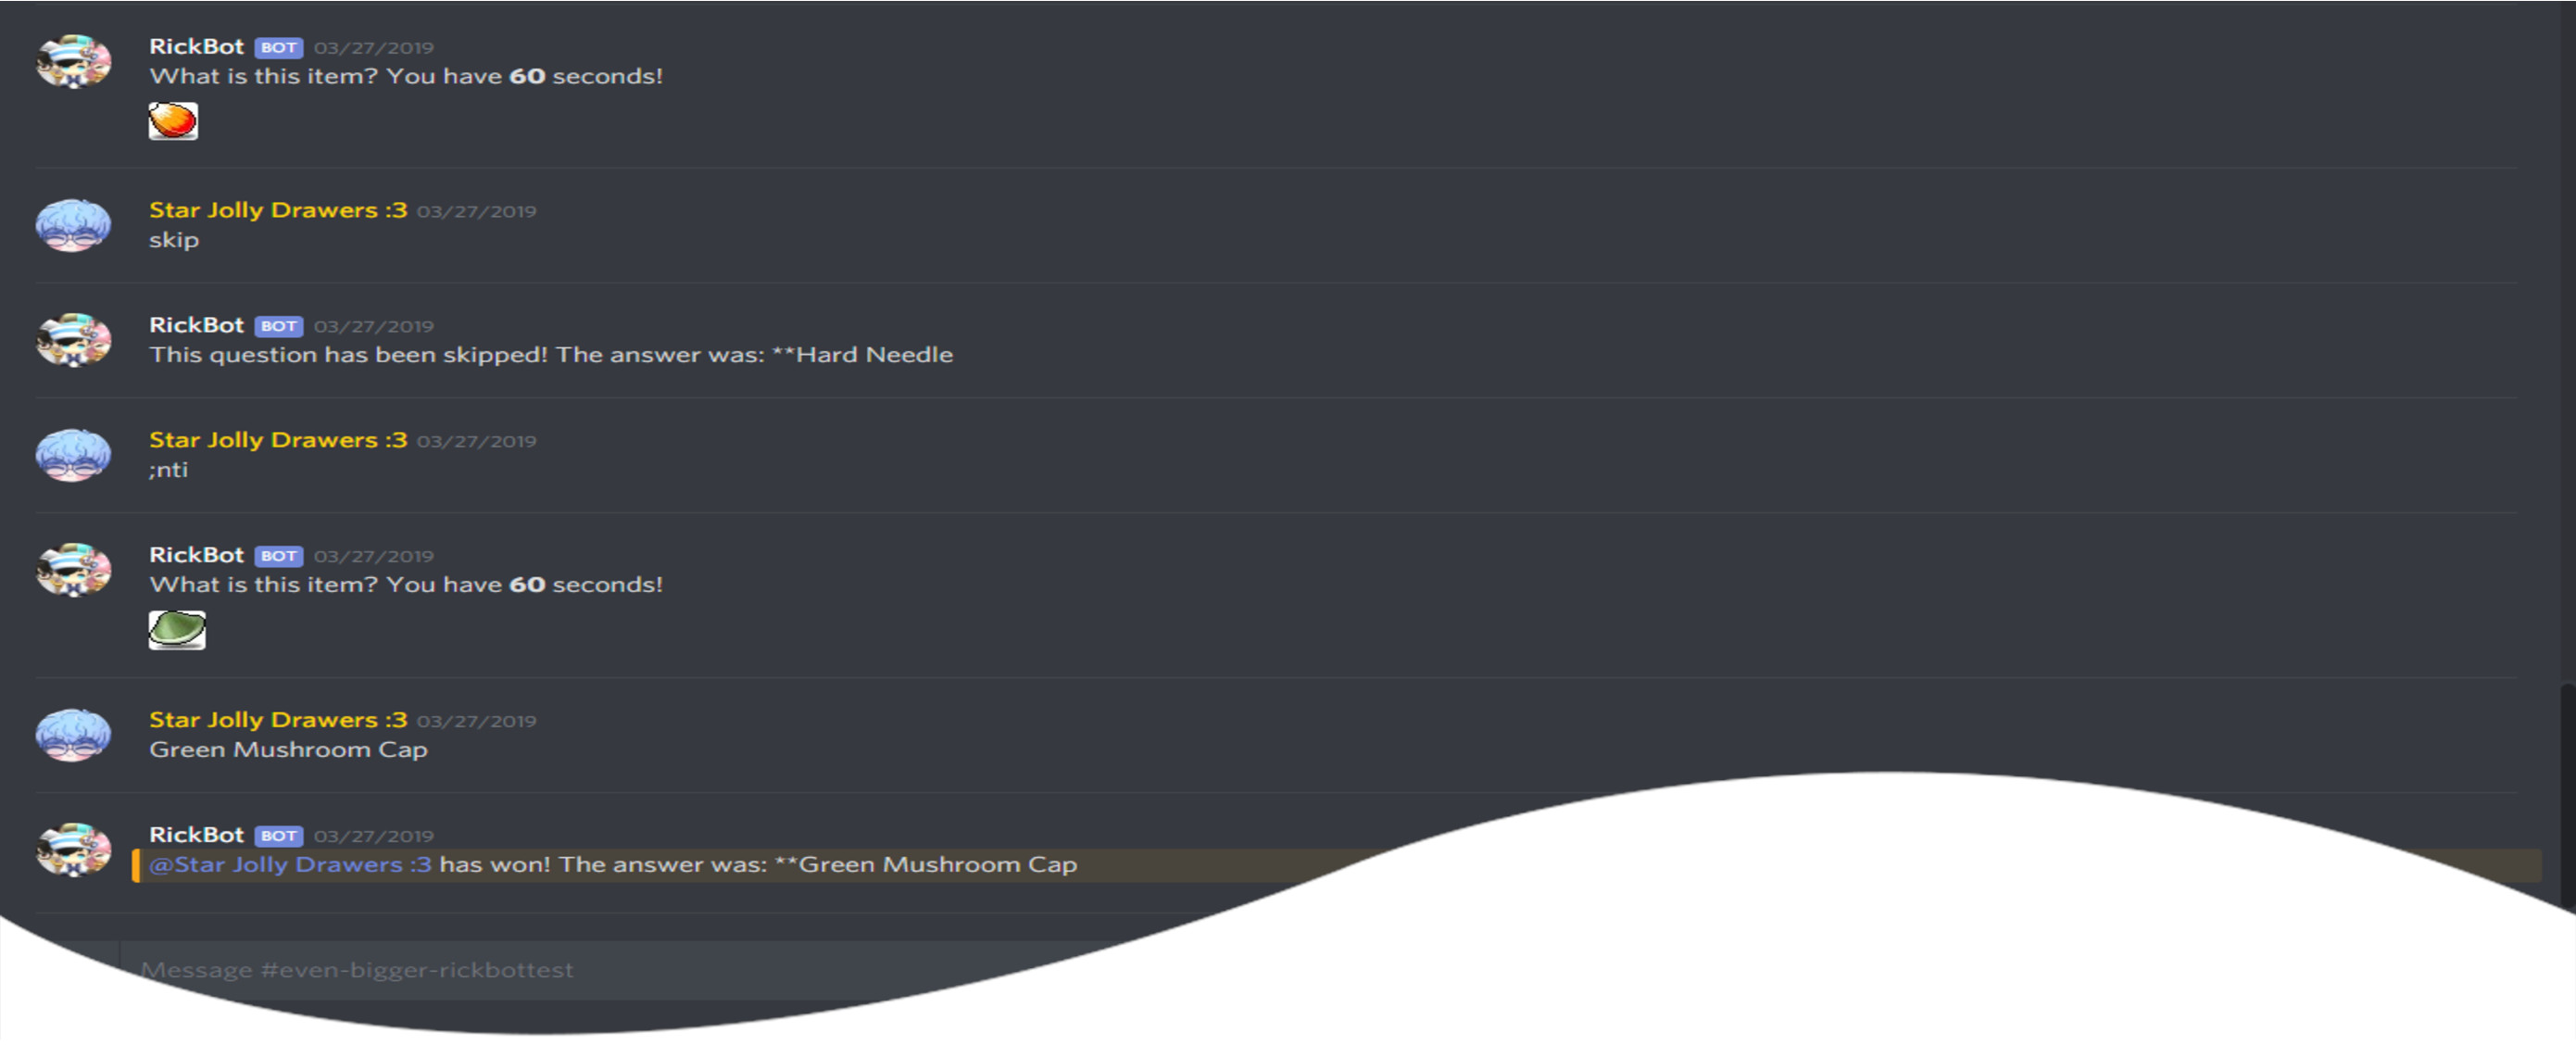 RickBot BOT 03/27/2019
What is this item? You have 60 seconds!
Star Jolly Drawers :3 03/27/2019
skip
RickBot BOT 03/27/2019
This question has been skipped! The answer was: **Hard Needle
Star Jolly Drawers :3 03/27/2019
;nti
RickBot BOT 03/27/2019
What is this item? You have 60 seconds!
Star Jolly Drawers :3 03/27/2019
Green Mushroom Cap
RickBot BOT 03/27/2019
@Star Jolly Drawers :3 has won! The answer was: **Green Mushroom Cap
Message #even-bigger-rickbottest